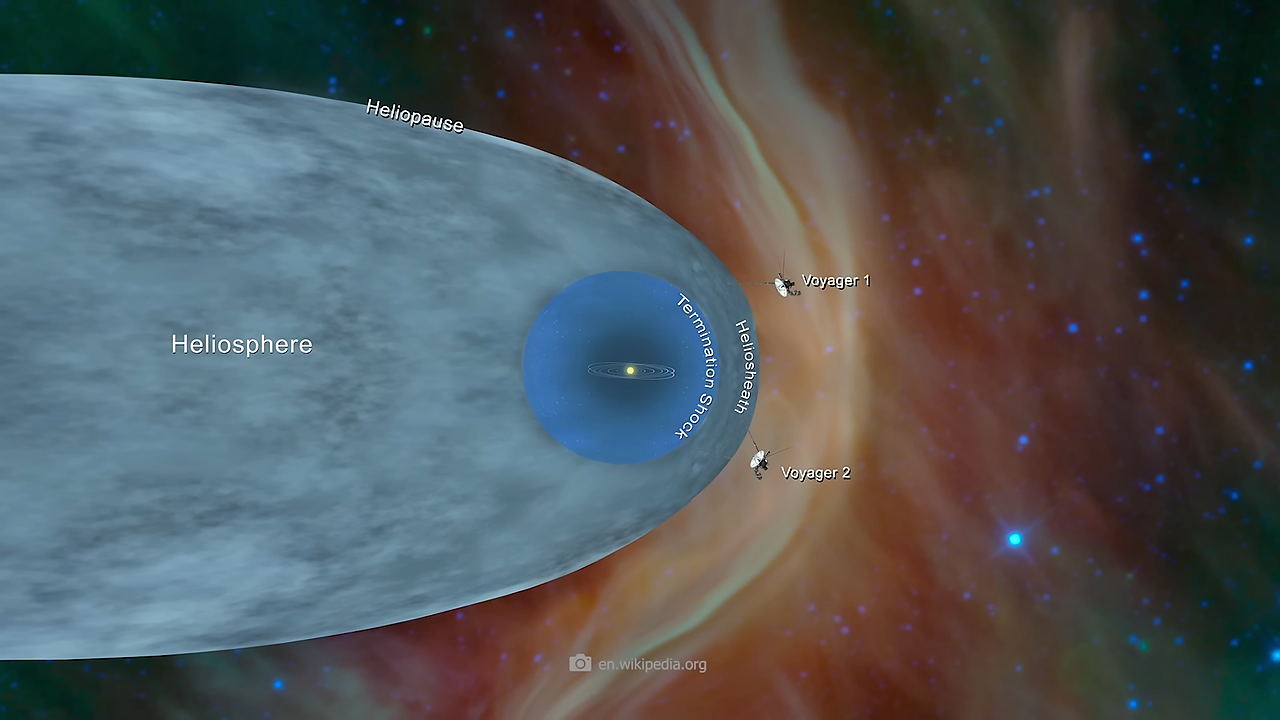 Heliopause
Voyager 1
Heliosphere
Termination Shock
Heliosheath
Voyager 2
en.wikipedia.org